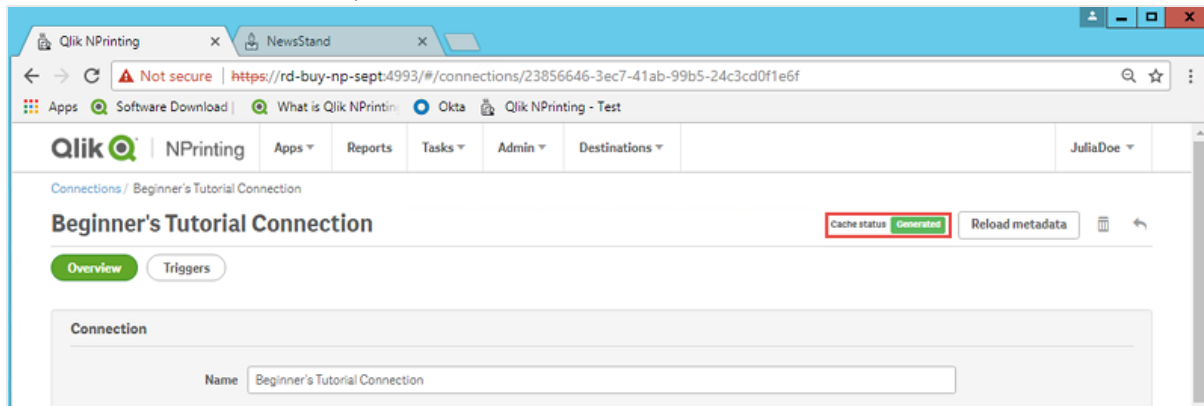 Qlik NPrinting NewsStand
Not secure | https://rd-buy-np-sept:4993/#/connections/23856646-3ec7-41ab-99b5-24c3cd0f1e6f
Apps Software Download | What is Qlik NPrinting Okta Qlik NPrinting - Test
Qlik NPrinting Apps Reports Tasks Admin Destinations JuliaDoe
Connections / Beginner's Tutorial Connection
Beginner's Tutorial Connection Cache status Generated Reload metadata
Overview Triggers
Connection
Name Beginner's Tutorial Connection